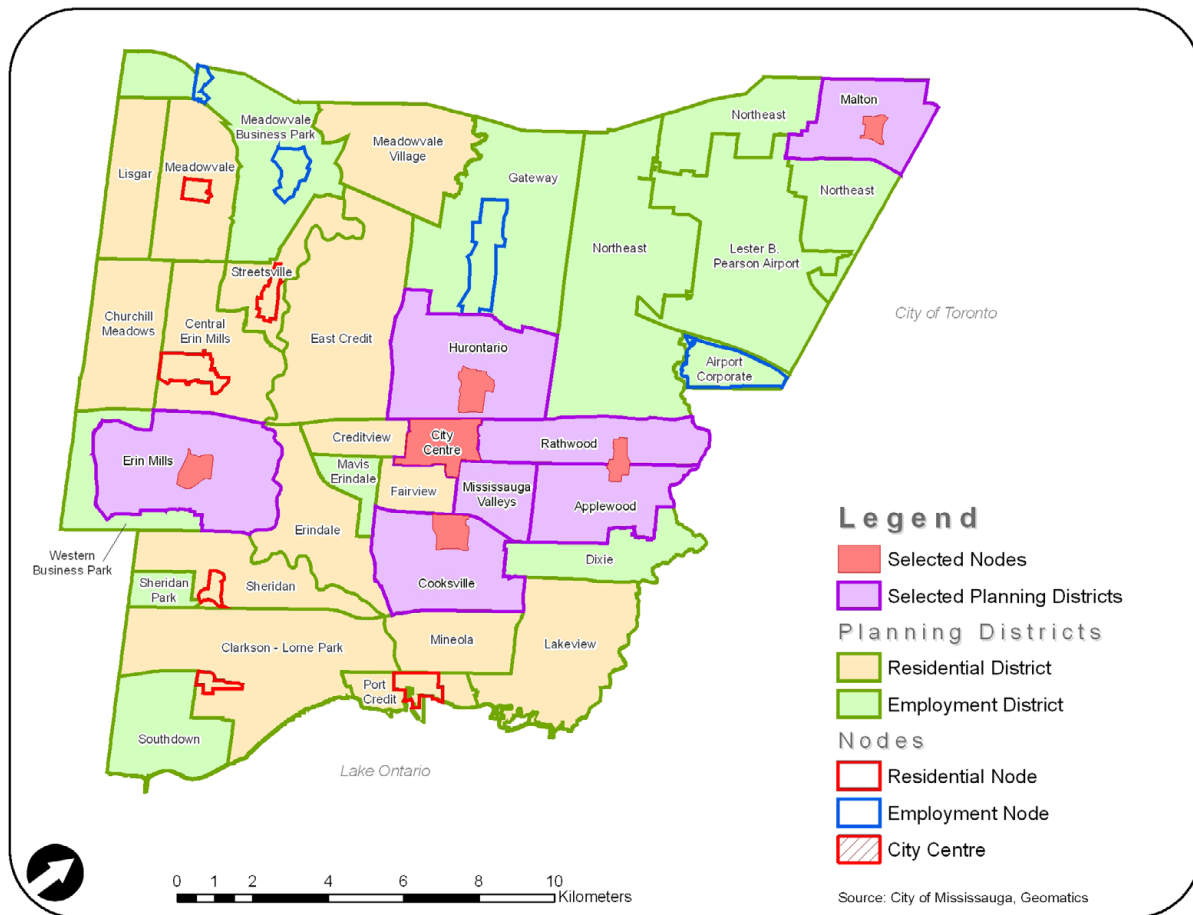 Malton
Northeast
Meadowvale
Business Park
Meadowvale
Village
Lisgar
Meadowvale
Gateway
Northeast
Northeast
Lester B.
Pearson Airport
Streetsville
Churchill
Meadows
Central
Erin Mills
East Credit
Hurontario
City of Toronto
Airport
Corporate
Creditview
City
Centre
Rathwood
Erin Mills
Mavis
Erindale
Fairview
Mississauga
Valleys
Applewood
Erindale
Western
Business Park
Dixie
Sheridan
Park
Sheridan
Cooksville
Clarkson - Lorne Park
Mineola
Lakeview
Port
Credit
Southdown
Lake Ontario
Legend
Selected Nodes
Selected Planning Districts
Planning Districts
Residential District
Employment District
Nodes
Residential Node
Employment Node
City Centre
0 1 2 4 6 8 10
Kilometers
Source: City of Mississauga, Geomatics